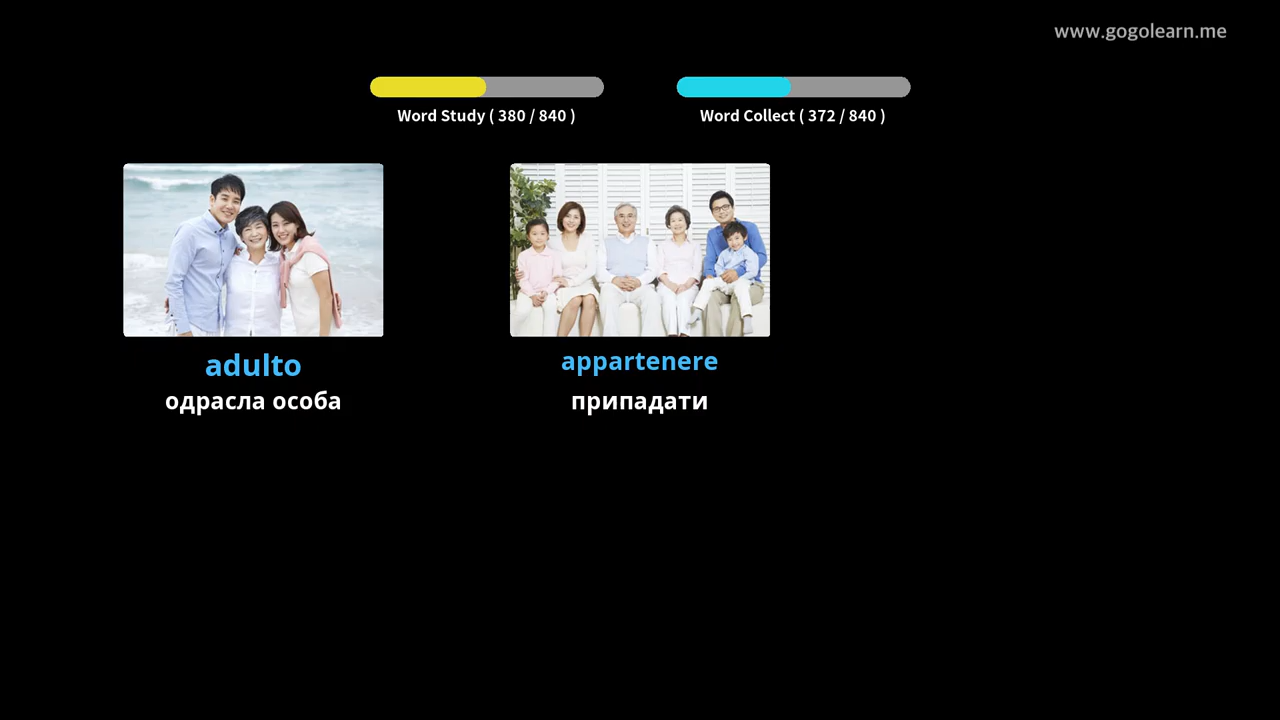 www.gogolearn.me
Word Study ( 380 / 840 )
Word Collect ( 372 / 840 )
adulto
одрасла особа
appartenere
припадати